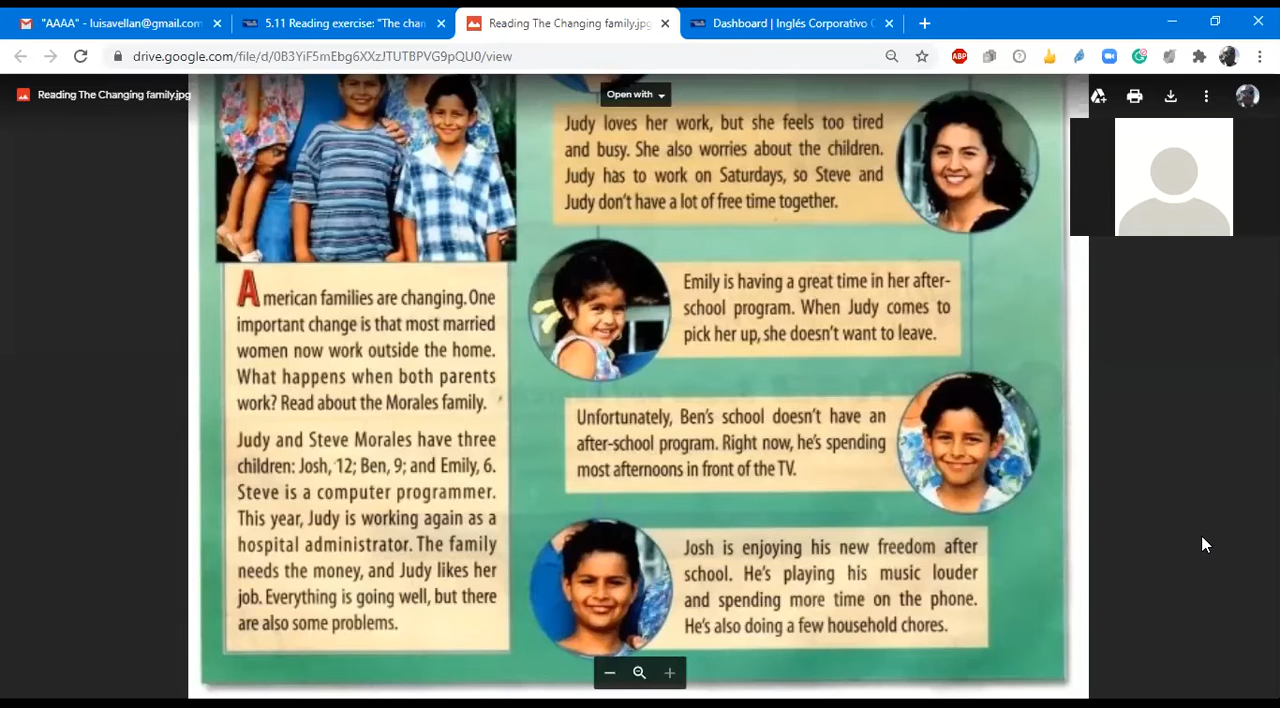 "AAAA" - luisavellan@gmail.com
5.11 Reading exercise: "The chan
Reading The Changing family.jpg
Dashboard | Inglés Corporativo
drive.google.com/file/d/0B3YiF5mEbg6XXzJTUTBPVG9pQU0/view
ABP
Reading The Changing family.jpg
Open with
American families are changing. One
important change is that most married
women now work outside the home.
What happens when both parents
work? Read about the Morales family.
Judy and Steve Morales have three
children: Josh, 12; Ben, 9; and Emily, 6.
Steve is a computer programmer.
This year, Judy is working again as a
hospital administrator. The family
needs the money, and Judy likes her
job. Everything is going well, but there
are also some problems.
Judy loves her work, but she feels too tired
and busy. She also worries about the children.
Judy has to work on Saturdays, so Steve and
Judy don't have a lot of free time together.
Emily is having a great time in her after-
school program. When Judy comes to
pick her up, she doesn't want to leave.
Unfortunately, Ben's school doesn't have an
after-school program. Right now, he's spending
most afternoons in front of the TV.
Josh is enjoying his new freedom after
school. He's playing his music louder
and spending more time on the phone.
He's also doing a few household chores.